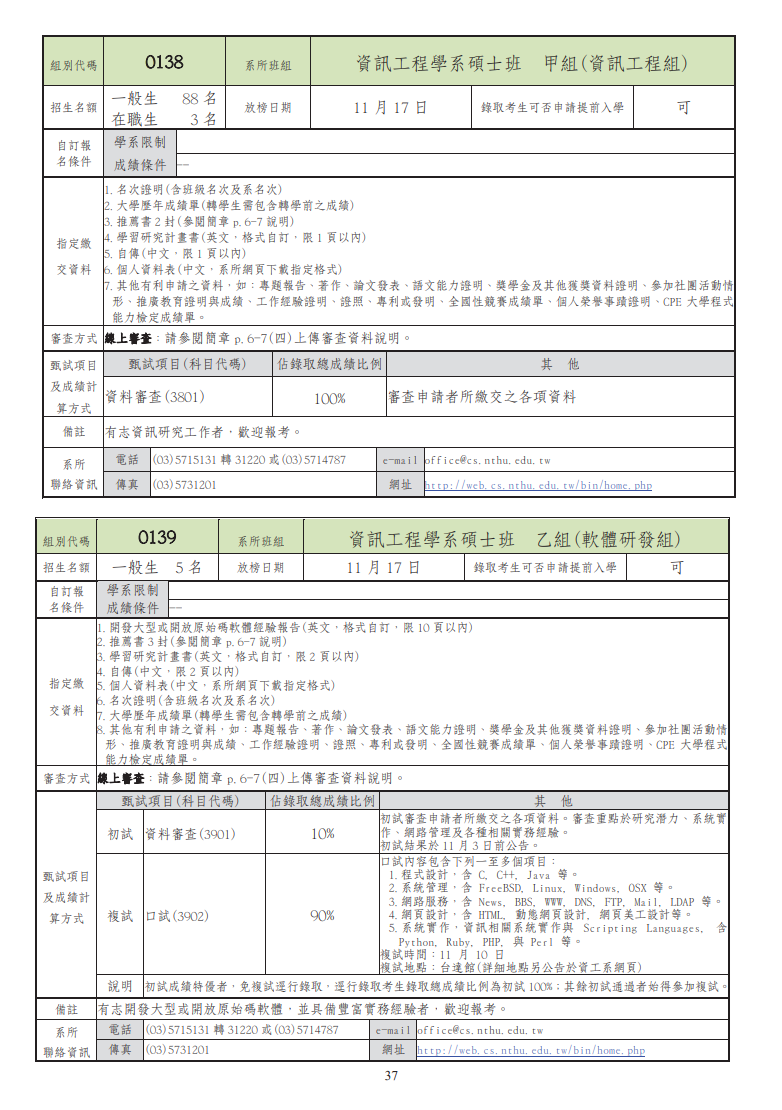 組別代碼 0138 系所班組 資訊工程學系碩士班 甲組(資訊工程組)
招生名額 一般生 88 名 放榜日期 11 月 17 日 錄取考生可否申請提前入學 可
在職生 3 名
自訂報名條件 學系限制
成績條件 --
指定繳
交資料
1. 名次證明(含班級名次及系名次)
2. 大學歷年成績單(轉學生需包含轉學前之成績)
3. 推薦書 2 封(參閱簡章 p.6-7 說明)
4. 學習研究計畫書(英文，格式自訂，限 1 頁以內)
5. 自傳(中文，限 1 頁以內)
6. 個人資料表(中文，系所網頁下載指定格式)
7. 其他有利申請之資料，如：專題報告、著作、論文發表、語文能力證明、獎學金及其他獲獎資料證明、參加社團活動情
形、推廣教育證明與成績、工作經驗證明、證照、專利或發明、全國性競賽成績單、個人榮譽事蹟證明、CPE 大學程式
能力檢定成績單。
審查方式 線上審查：請參閱簡章 p.6-7(四)上傳審查資料說明。
甄試項目
及成績計
算方式
甄試項目(科目代碼) 佔錄取總成績比例 其 他
資料審查(3801) 100% 審查申請者所繳交之各項資料
備註 有志資訊研究工作者，歡迎報考。
系所
聯絡資訊
電話 (03)5715131 轉 31220 或(03)5714787 e-mail office@cs.nthu.edu.tw
傳真 (03)5731201 網址 http://web.cs.nthu.edu.tw/bin/home.php
組別代碼 0139 系所班組 資訊工程學系碩士班 乙組(軟體研發組)
招生名額 一般生 5 名 放榜日期 11 月 17 日 錄取考生可否申請提前入學 可
自訂報名條件 學系限制
成績條件 --
指定繳
交資料
1. 開發大型或開放原始碼軟體經驗報告(英文，格式自訂，限 10 頁以內)
2. 推薦書 3 封(參閱簡章 p.6-7 說明)
3. 學習研究計畫書(英文，格式自訂，限 2 頁以內)
4. 自傳(中文，限 2 頁以內)
5. 個人資料表(中文，系所網頁下載指定格式)
6. 名次證明(含班級名次及系名次)
7. 大學歷年成績單(轉學生需包含轉學前之成績)
8. 其他有利申請之資料，如：專題報告、著作、論文發表、語文能力證明、獎學金及其他獲獎資料證明、參加社團活動情
形、推廣教育證明與成績、工作經驗證明、證照、專利或發明、全國性競賽成績單、個人榮譽事蹟證明、CPE 大學程式
能力檢定成績單。
審查方式 線上審查：請參閱簡章 p.6-7(四)上傳審查資料說明。
甄試項目
及成績計
算方式
甄試項目(科目代碼) 佔錄取總成績比例 其 他
初試 資料審查(3901) 10%
初試審查申請者所繳交之各項資料。審查重點於研究潛力、系統實
作、網路管理及各種相關實務經驗。
初試結果於 11 月 3 日前公告。
複試 口試(3902) 90%
口試內容包含下列一至多個項目：
1. 程式設計，含 C, C++, Java 等。
2. 系統管理，含 FreeBSD, Linux, Windows, OSX 等。
3. 網路服務，含 News, BBS, WWW, DNS, FTP, Mail, LDAP 等。
4. 網頁設計，含 HTML, 動態網頁設計, 網頁美工設計等。
5. 系統實作，資訊相關系統實作與 Scripting Languages, 含
Python, Ruby, PHP, 與 Perl 等。
複試時間：11 月 10 日
複試地點：台達館(詳細地點另公告於資工系網頁)
說明 初試成績特優者，免複試逕行錄取，逕行錄取考生錄取總成績比例為初試 100%；其餘初試通過者始得參加複試。
備註 有志開發大型或開放原始碼軟體，並具備豐富實務經驗者，歡迎報考。
系所
聯絡資訊
電話 (03)5715131 轉 31220 或(03)5714787 e-mail office@cs.nthu.edu.tw
傳真 (03)5731201 網址 http://web.cs.nthu.edu.tw/bin/home.php
37